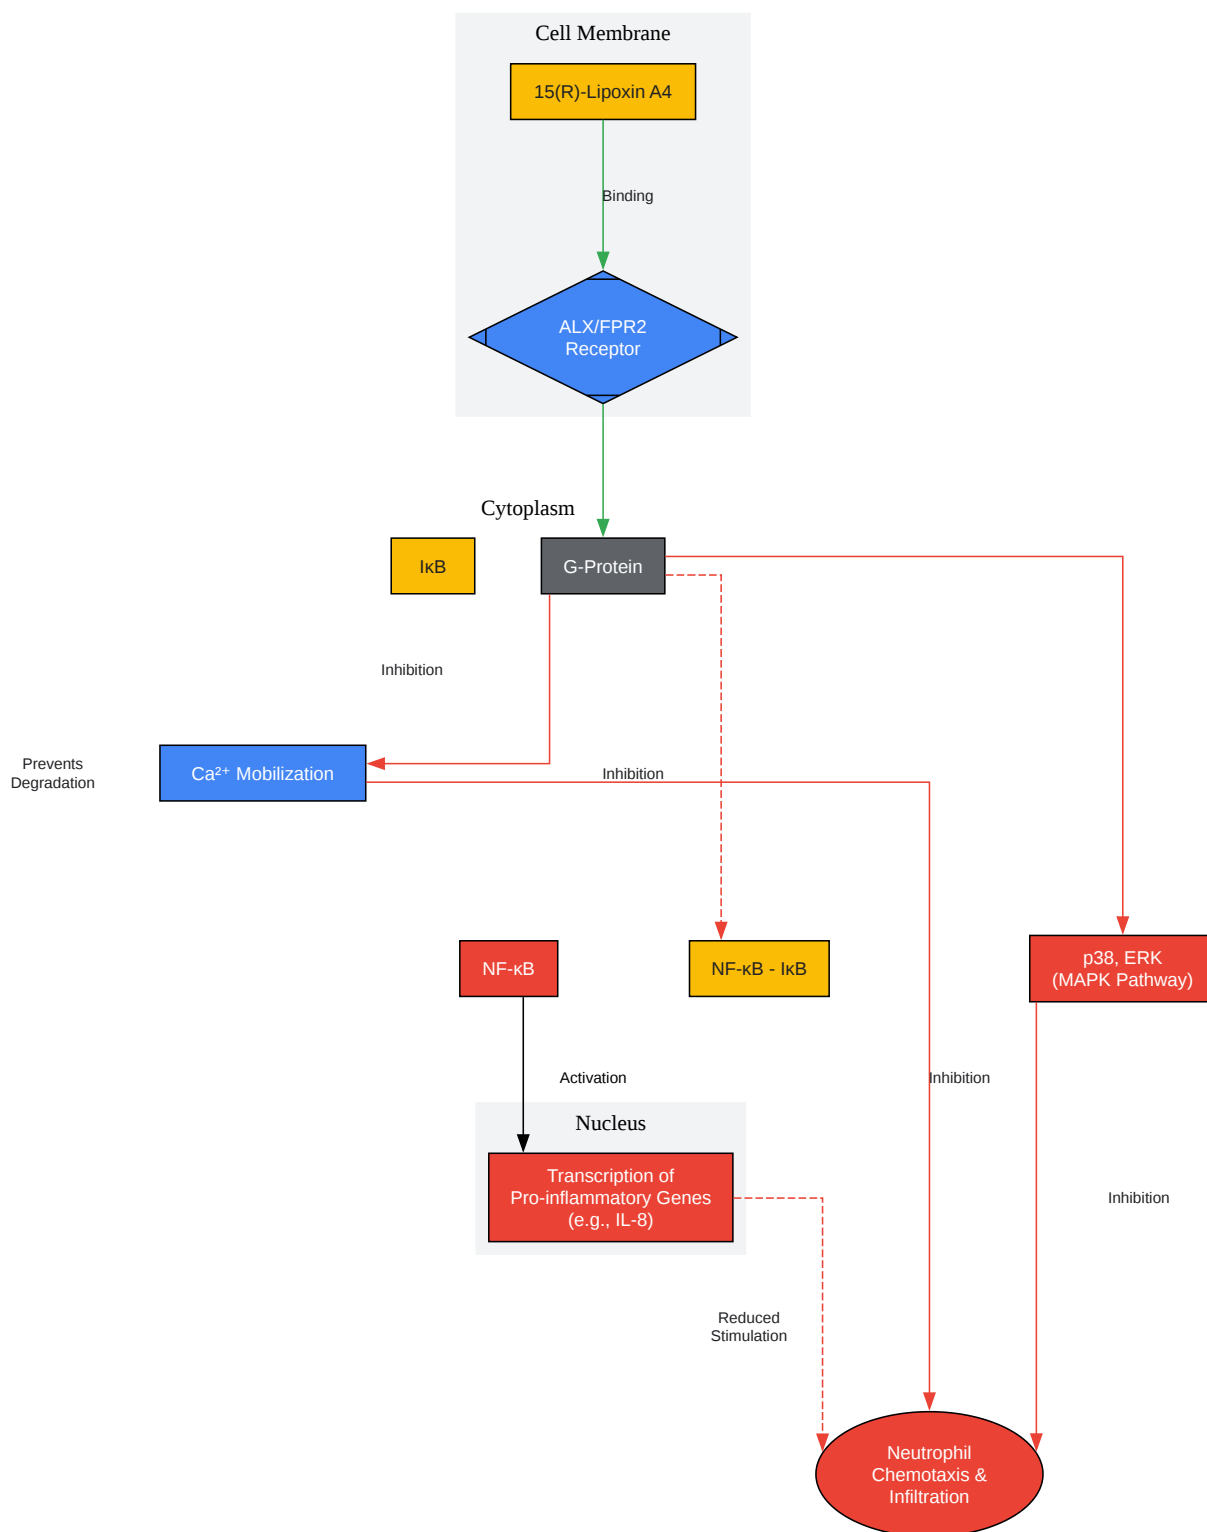 Cell Membrane
15(R)-Lipoxin A4
Binding
ALX/FPR2
Receptor
Cytoplasm
IκB
G-Protein
Inhibition
Prevents
Degradation
Ca²⁺ Mobilization
Inhibition
NF-κB
NF-κB - IκB
p38, ERK
(MAPK Pathway)
Activation
Inhibition
Nucleus
Transcription of
Pro-inflammatory Genes
(e.g., IL-8)
Inhibition
Reduced
Stimulation
Neutrophil
Chemotaxis &
Infiltration